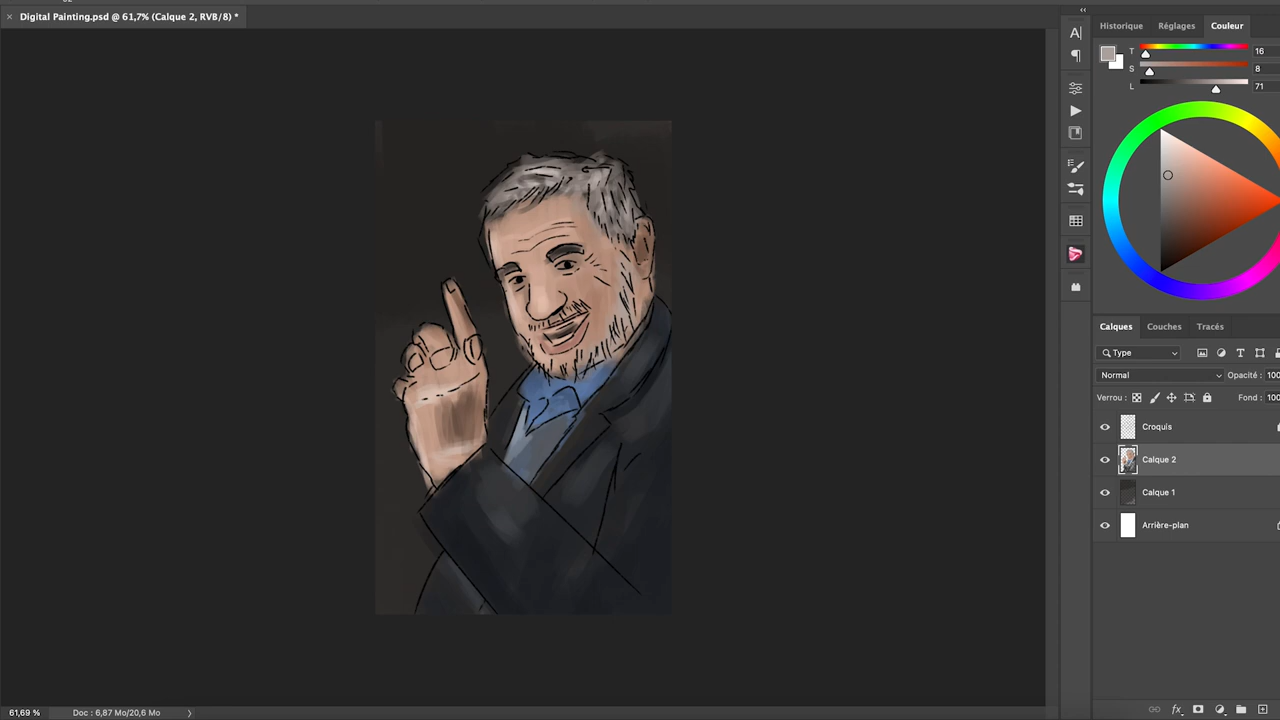 Digital Painting.psd @ 61,7% (Calque 2, RVB/8) *
Historique Réglages Couleur
T 16
S 8
L 71
Calques Couches Tracés
Type
Normal Opacité : 100
Verrou : Fond : 100
Croquis
Calque 2
Calque 1
Arrière-plan
61,69 % Doc : 6,87 Mo/20,6 Mo